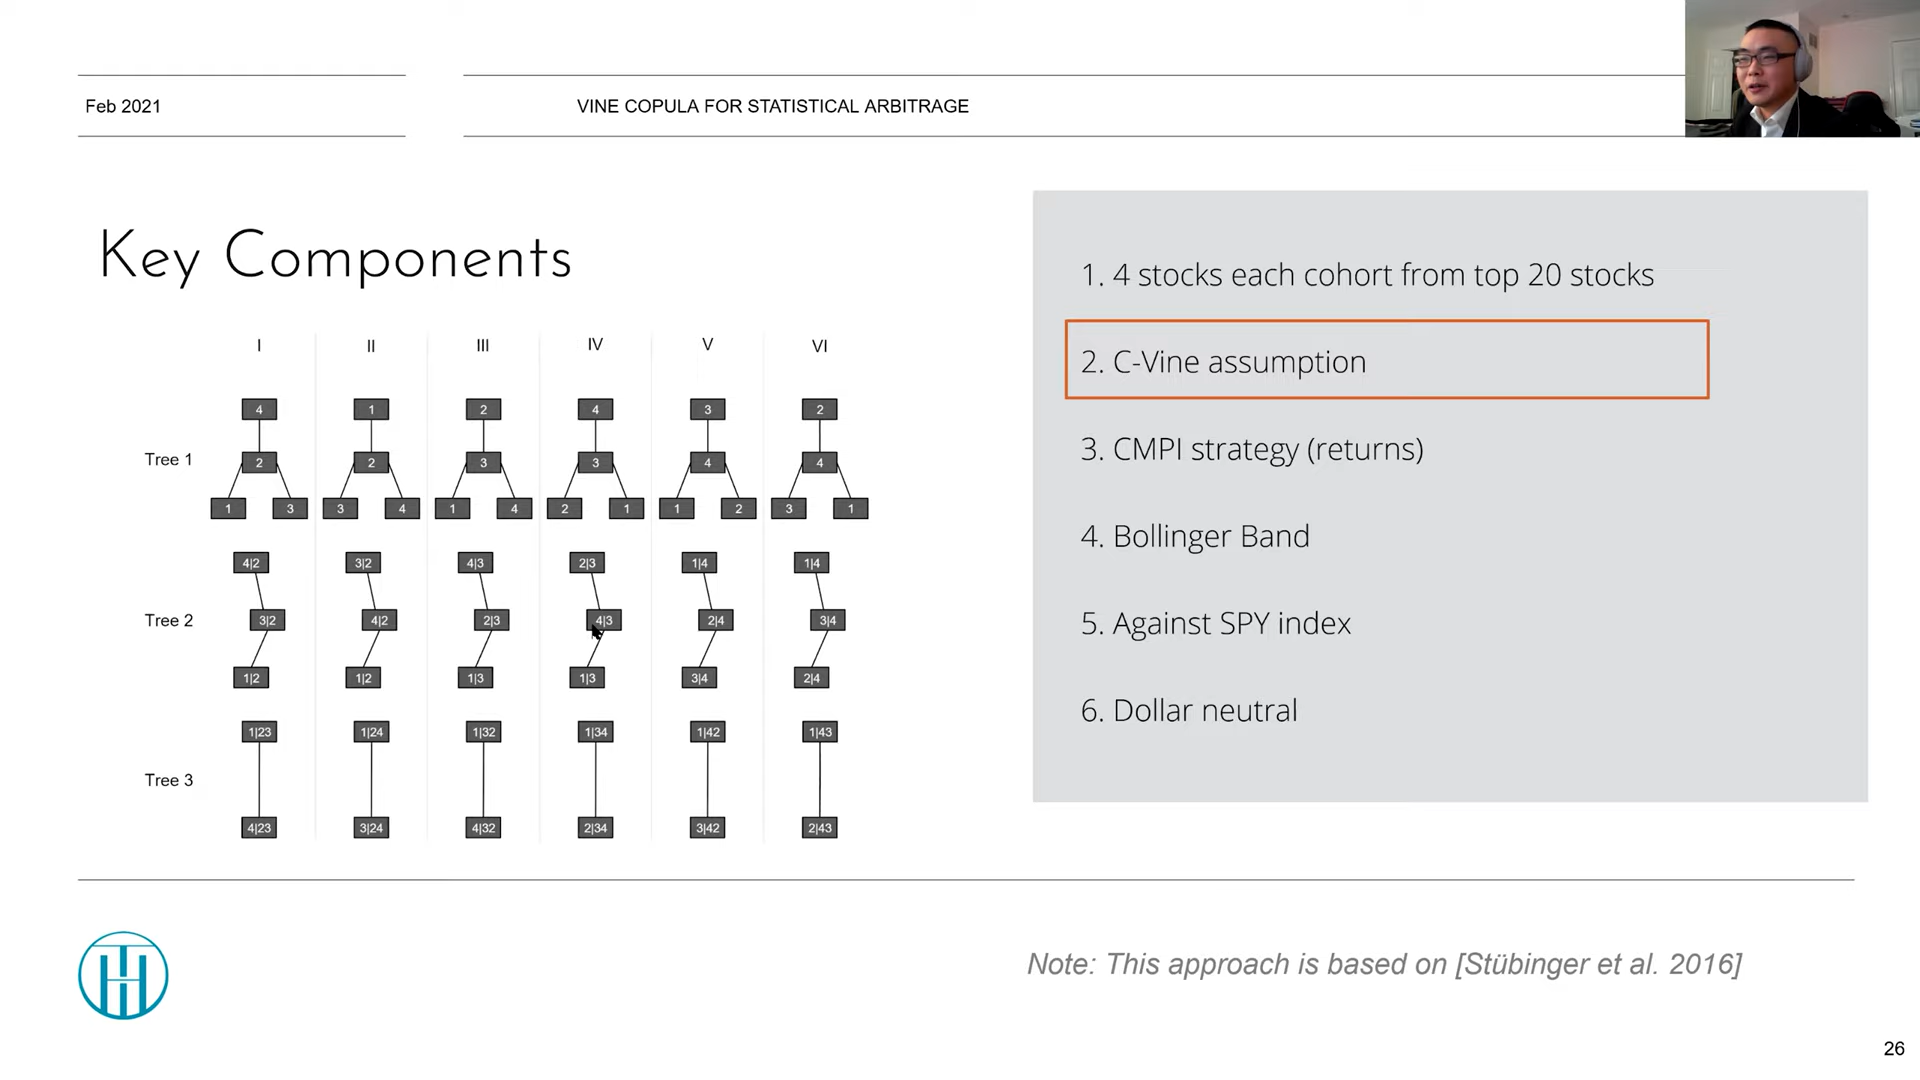 Feb 2021
VINE COPULA FOR STATISTICAL ARBITRAGE
Key Components
I II III IV V VI
4 1 2 4 3 2
Tree 1
2 2 3 3 4 4
1 3 3 4 1 4 2 1 1 2 3 1
4|2 3|2 4|3 2|3 1|4 1|4
Tree 2
3|2 4|2 2|3 4|3 2|4 3|4
1|2 1|2 1|3 1|3 3|4 2|4
1|23 1|24 1|32 1|34 1|42 1|43
Tree 3
4|23 3|24 4|32 2|34 3|42 2|43
1. 4 stocks each cohort from top 20 stocks
2. C-Vine assumption
3. CMPI strategy (returns)
4. Bollinger Band
5. Against SPY index
6. Dollar neutral
Note: This approach is based on [Stübinger et al. 2016]
26